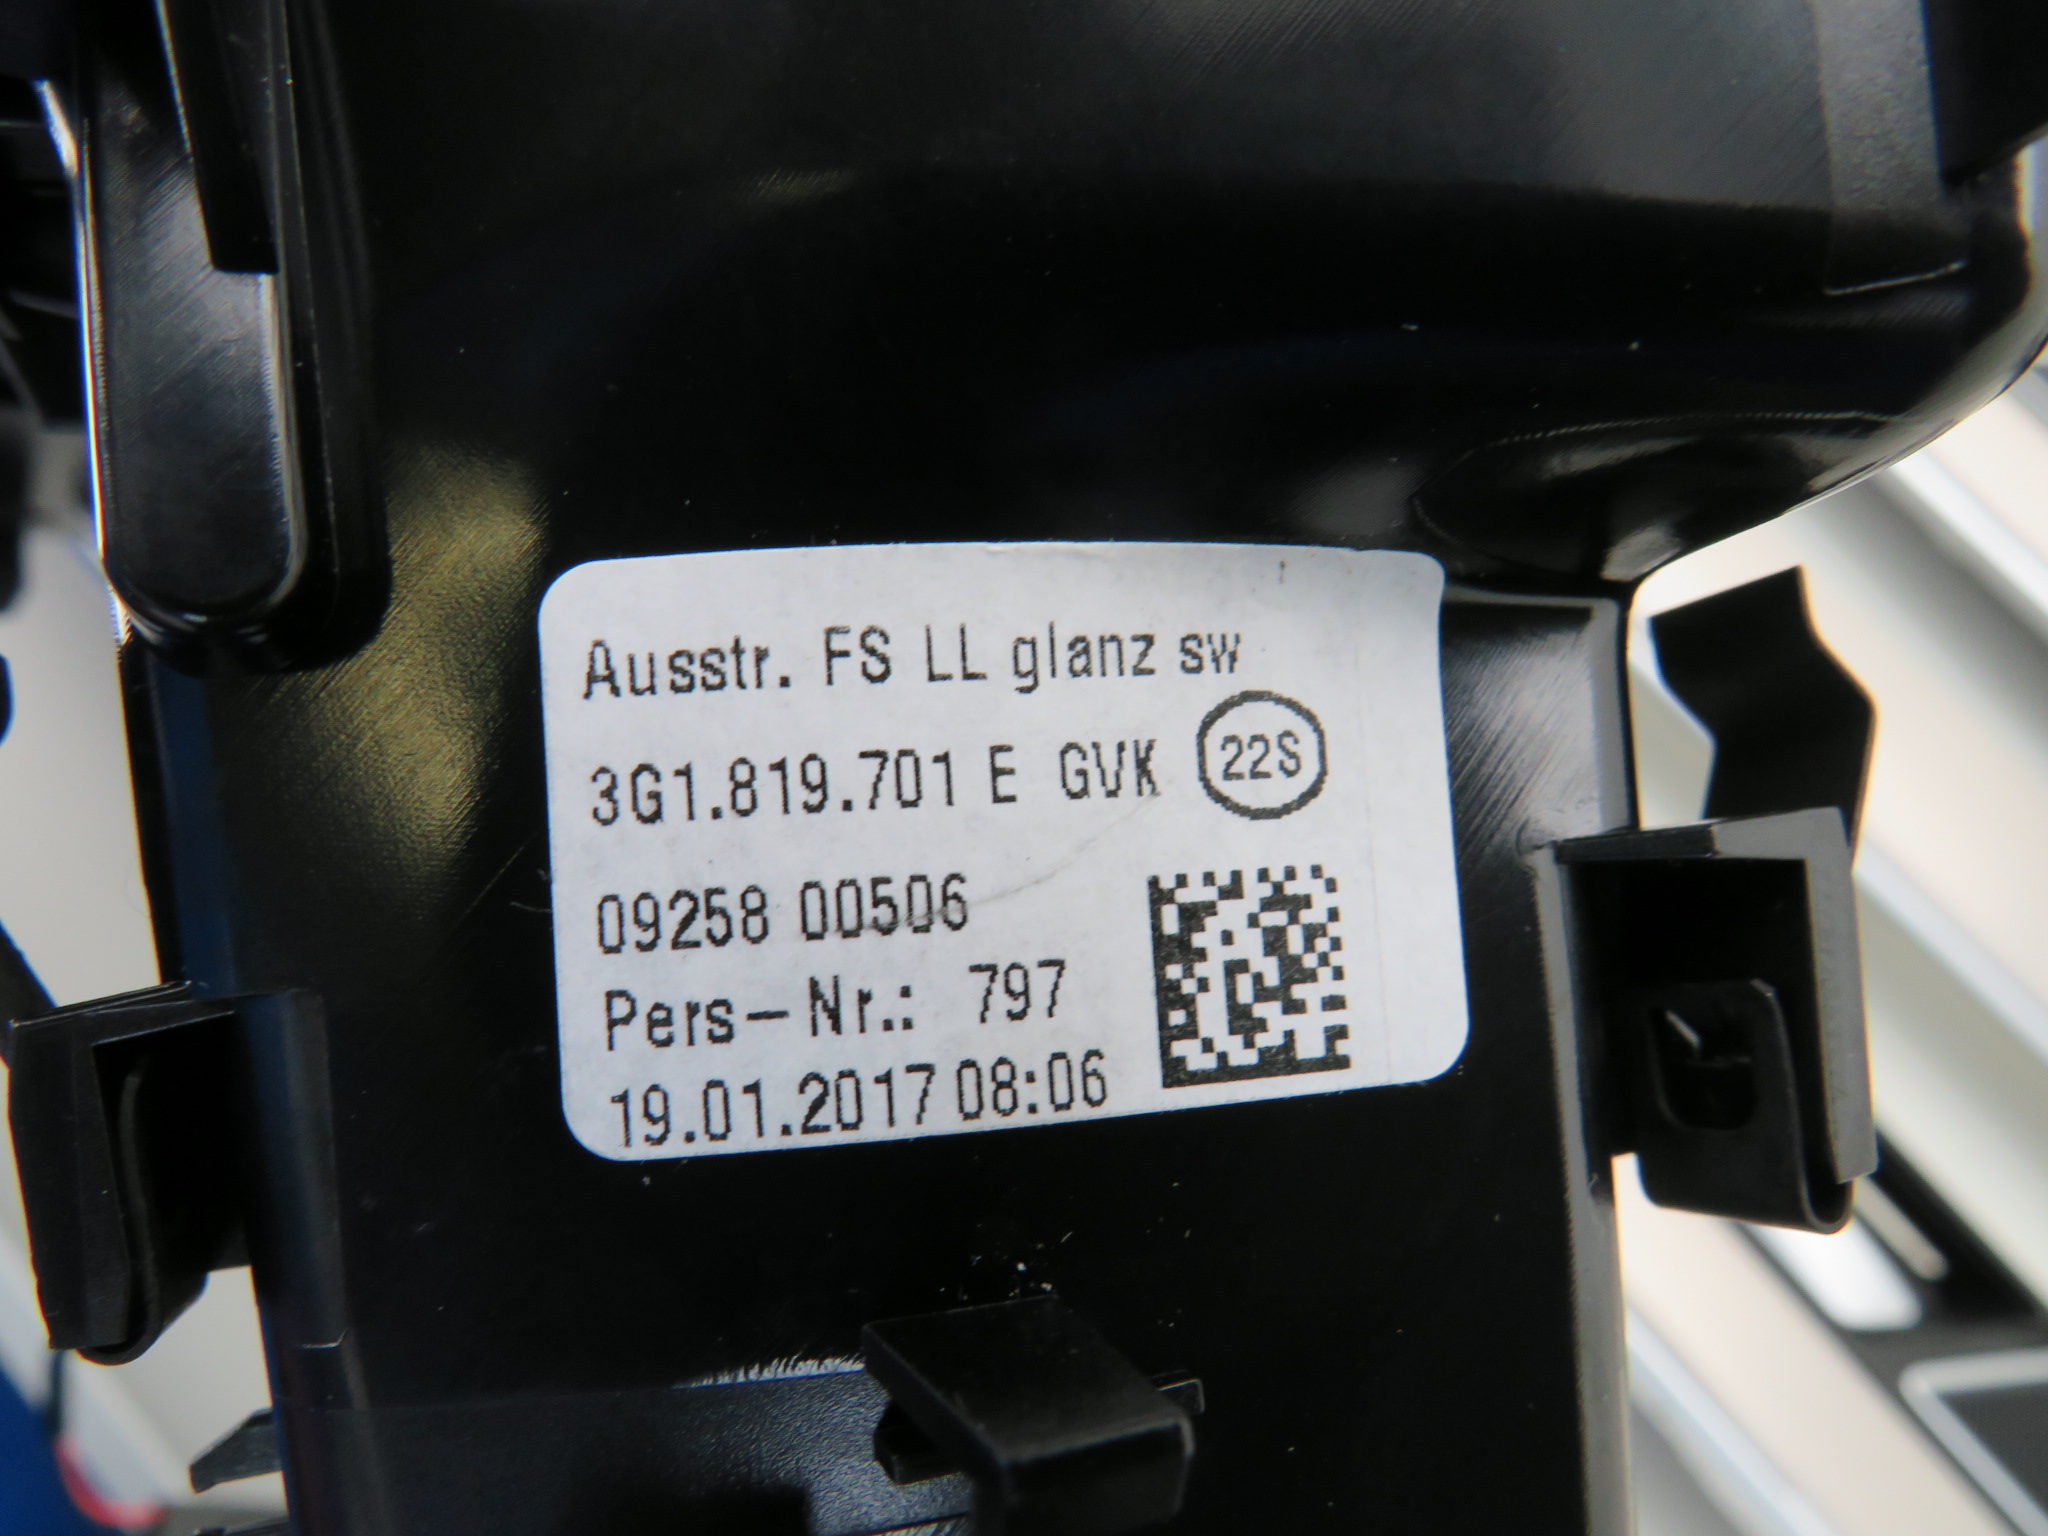 Ausstr. FS LL glanz sw
3G1.819.701 E GVK 22S
09258 00506
Pers-Nr.: 797
19.01.2017 08:06